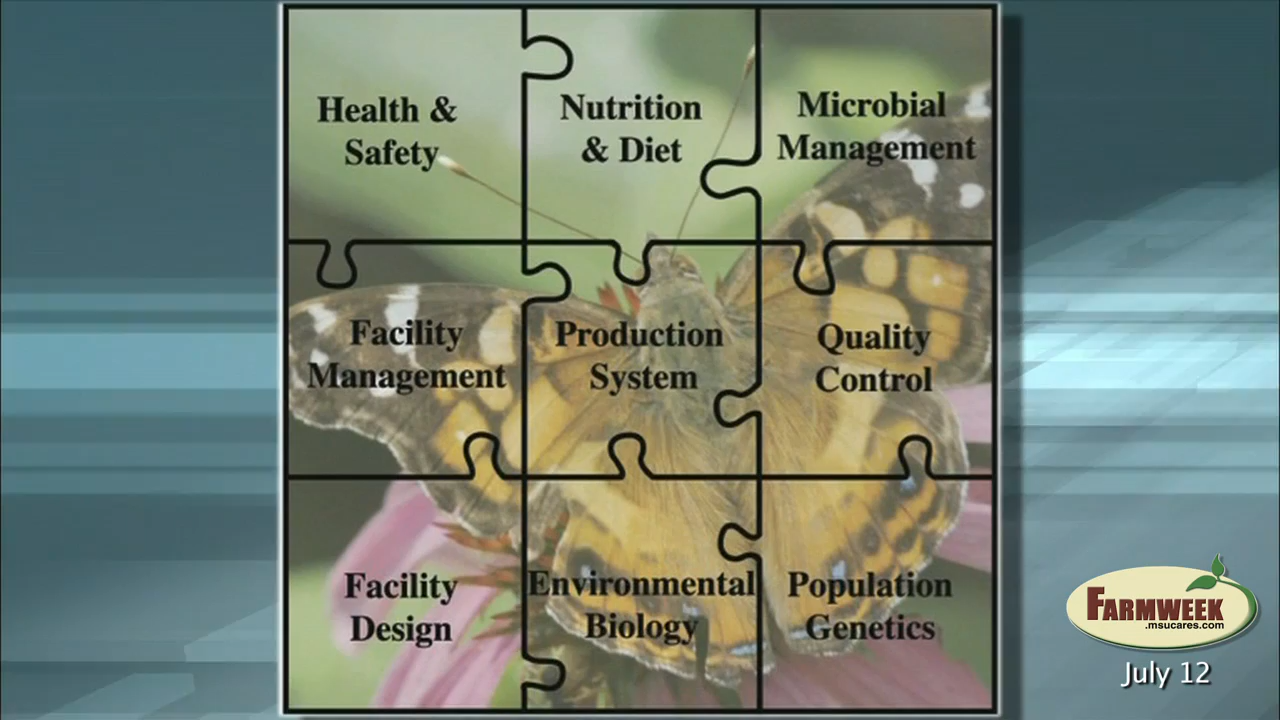 Health &
Safety
Nutrition
& Diet
Microbial
Management
Facility
Management
Production
System
Quality
Control
Facility
Design
Environmental
Biology
Population
Genetics
FARMWEEK
.msucares.com
July 12